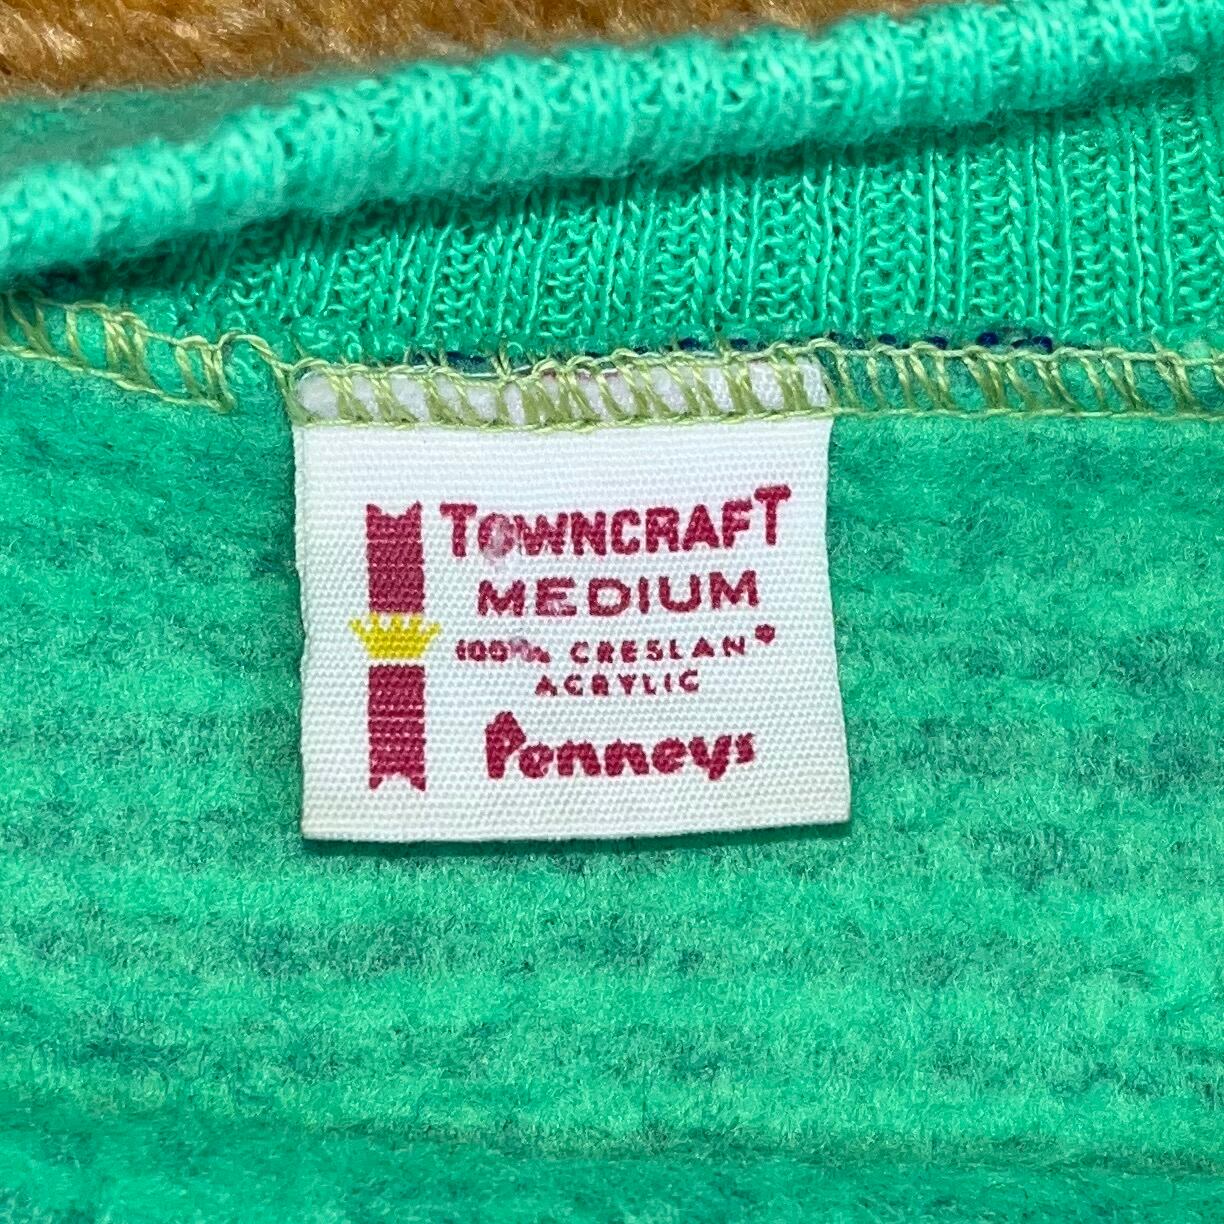 TOWNCRAFT
MEDIUM
100% CRESLAN®
ACRYLIC
Penneys